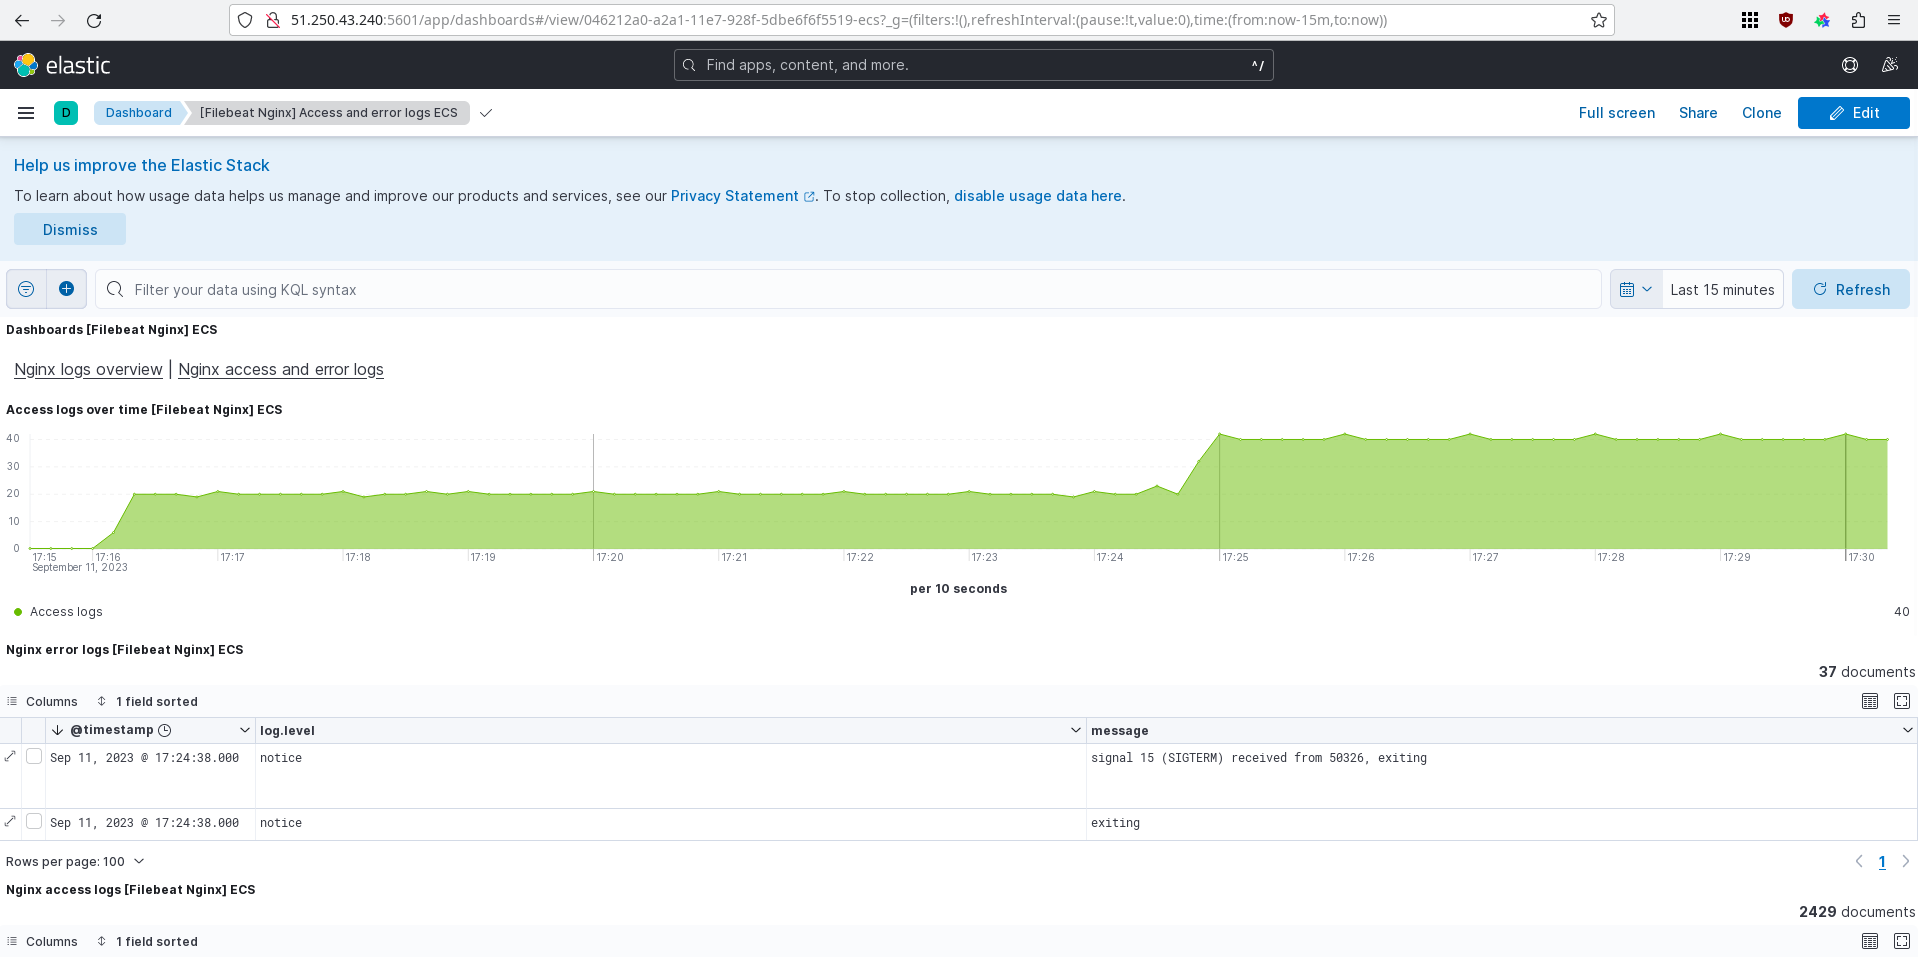 51.250.43.240:5601/app/dashboards#/view/046212a0-a2a1-11e7-928f-5dbe6f6f5519-ecs?_g=(filters:!(),refreshInterval:(pause:!t,value:0),time:(from:now-15m,to:now))
elastic
Find apps, content, and more.
^/
D
Dashboard
[Filebeat Nginx] Access and error logs ECS
Full screen
Share
Clone
Edit
Help us improve the Elastic Stack
To learn about how usage data helps us manage and improve our products and services, see our Privacy Statement. To stop collection, disable usage data here.
Dismiss
Filter your data using KQL syntax
Last 15 minutes
Refresh
Dashboards [Filebeat Nginx] ECS
Nginx logs overview | Nginx access and error logs
Access logs over time [Filebeat Nginx] ECS
40
30
20
10
0
17:15 17:16 17:17 17:18 17:19 17:20 17:21 17:22 17:23 17:24 17:25 17:26 17:27 17:28 17:29 17:30
September 11, 2023
per 10 seconds
Access logs
40
Nginx error logs [Filebeat Nginx] ECS
37 documents
Columns
1 field sorted
@timestamp
log.level
message
Sep 11, 2023 @ 17:24:38.000
notice
signal 15 (SIGTERM) received from 50326, exiting
Sep 11, 2023 @ 17:24:38.000
notice
exiting
Rows per page: 100
1
Nginx access logs [Filebeat Nginx] ECS
2429 documents
Columns
1 field sorted